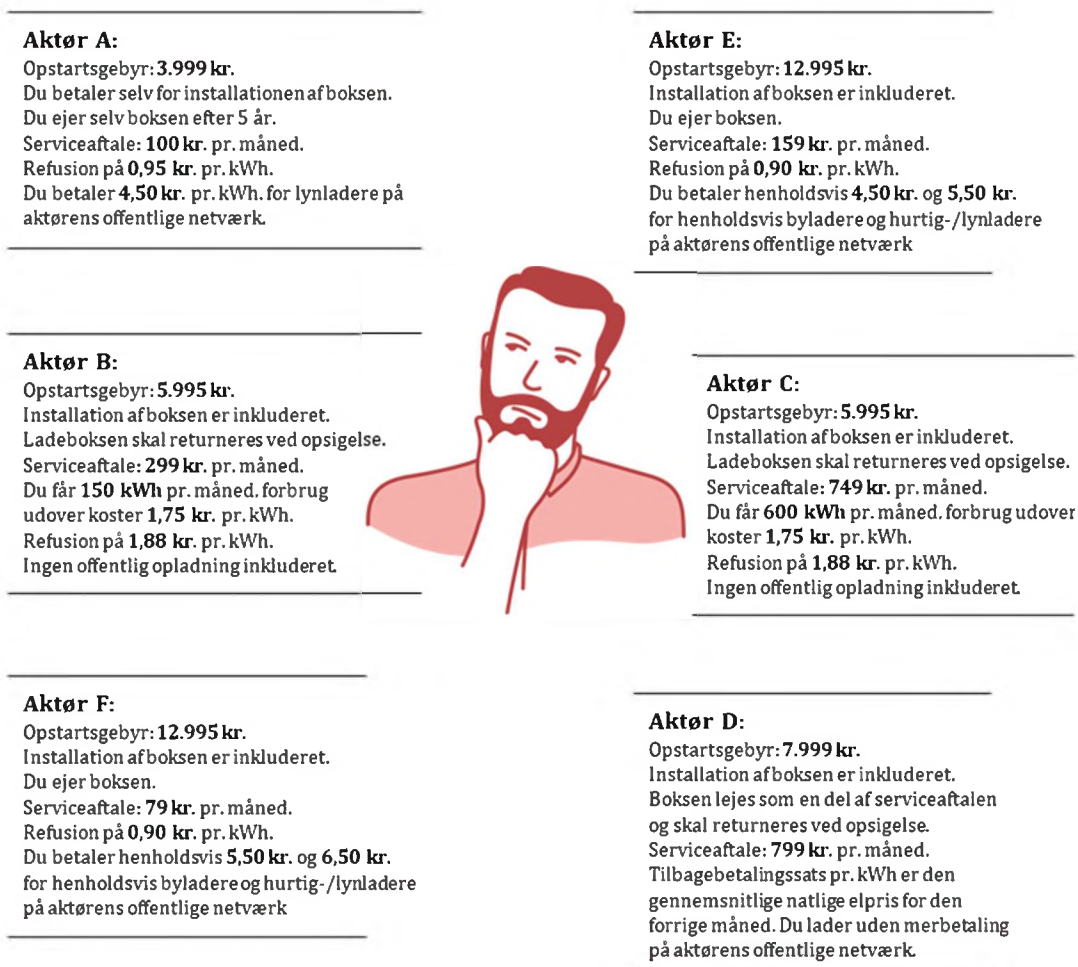 Aktør A:
Opstartsgebyr: 3.999 kr.
Du betaler selv for installationen af boksen.
Du ejer selv boksen efter 5 år.
Serviceaftale: 100 kr. pr. måned.
Refusion på 0,95 kr. pr. kWh.
Du betaler 4,50 kr. pr. kWh. for lynladere på
aktørens offentlige netværk.
Aktør E:
Opstartsgebyr: 12.995 kr.
Installation af boksen er inkluderet.
Du ejer boksen.
Serviceaftale: 159 kr. pr. måned.
Refusion på 0,90 kr. pr. kWh.
Du betaler henholdsvis 4,50 kr. og 5,50 kr.
for henholdsvis byladere og hurtig-/lynladere
på aktørens offentlige netværk
Aktør B:
Opstartsgebyr: 5.995 kr.
Installation af boksen er inkluderet.
Ladeboksen skal returneres ved opsigelse.
Serviceaftale: 299 kr. pr. måned.
Du får 150 kWh pr. måned. forbrug
udover koster 1,75 kr. pr. kWh.
Refusion på 1,88 kr. pr. kWh.
Ingen offentlig opladning inkluderet.
Aktør C:
Opstartsgebyr: 5.995 kr.
Installation af boksen er inkluderet.
Ladeboksen skal returneres ved opsigelse.
Serviceaftale: 749 kr. pr. måned.
Du får 600 kWh pr. måned. forbrug udover
koster 1,75 kr. pr. kWh.
Refusion på 1,88 kr. pr. kWh.
Ingen offentlig opladning inkluderet.
Aktør F:
Opstartsgebyr: 12.995 kr.
Installation af boksen er inkluderet.
Du ejer boksen.
Serviceaftale: 79 kr. pr. måned.
Refusion på 0,90 kr. pr. kWh.
Du betaler henholdsvis 5,50 kr. og 6,50 kr.
for henholdsvis byladere og hurtig-/lynladere
på aktørens offentlige netværk
Aktør D:
Opstartsgebyr: 7.999 kr.
Installation af boksen er inkluderet.
Boksen lejes som en del af serviceaftalen
og skal returneres ved opsigelse.
Serviceaftale: 799 kr. pr. måned.
Tilbagebetalingssats pr. kWh er den
gennemsnitlige natlige elpris for den
forrige måned. Du lader uden merbetaling
på aktørens offentlige netværk.